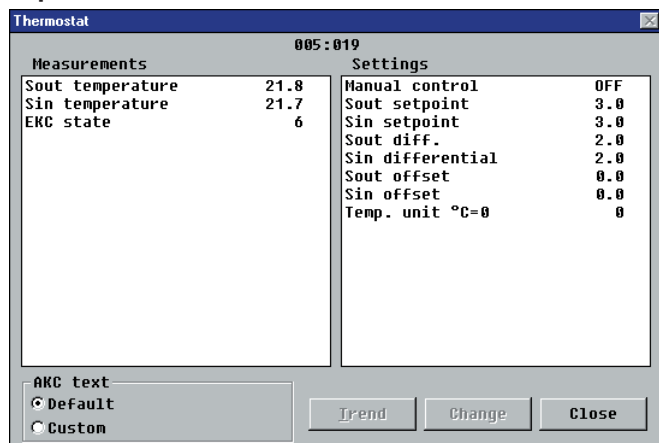 Thermostat
005:019
Measurements
Sout temperature 21.8
Sin temperature 21.7
EKC state 6
Settings
Manual control OFF
Sout setpoint 3.0
Sin setpoint 3.0
Sout diff. 2.0
Sin differential 2.0
Sout offset 0.0
Sin offset 0.0
Temp. unit °C=0 0
AKC text
Default
Custom
Trend
Change
Close